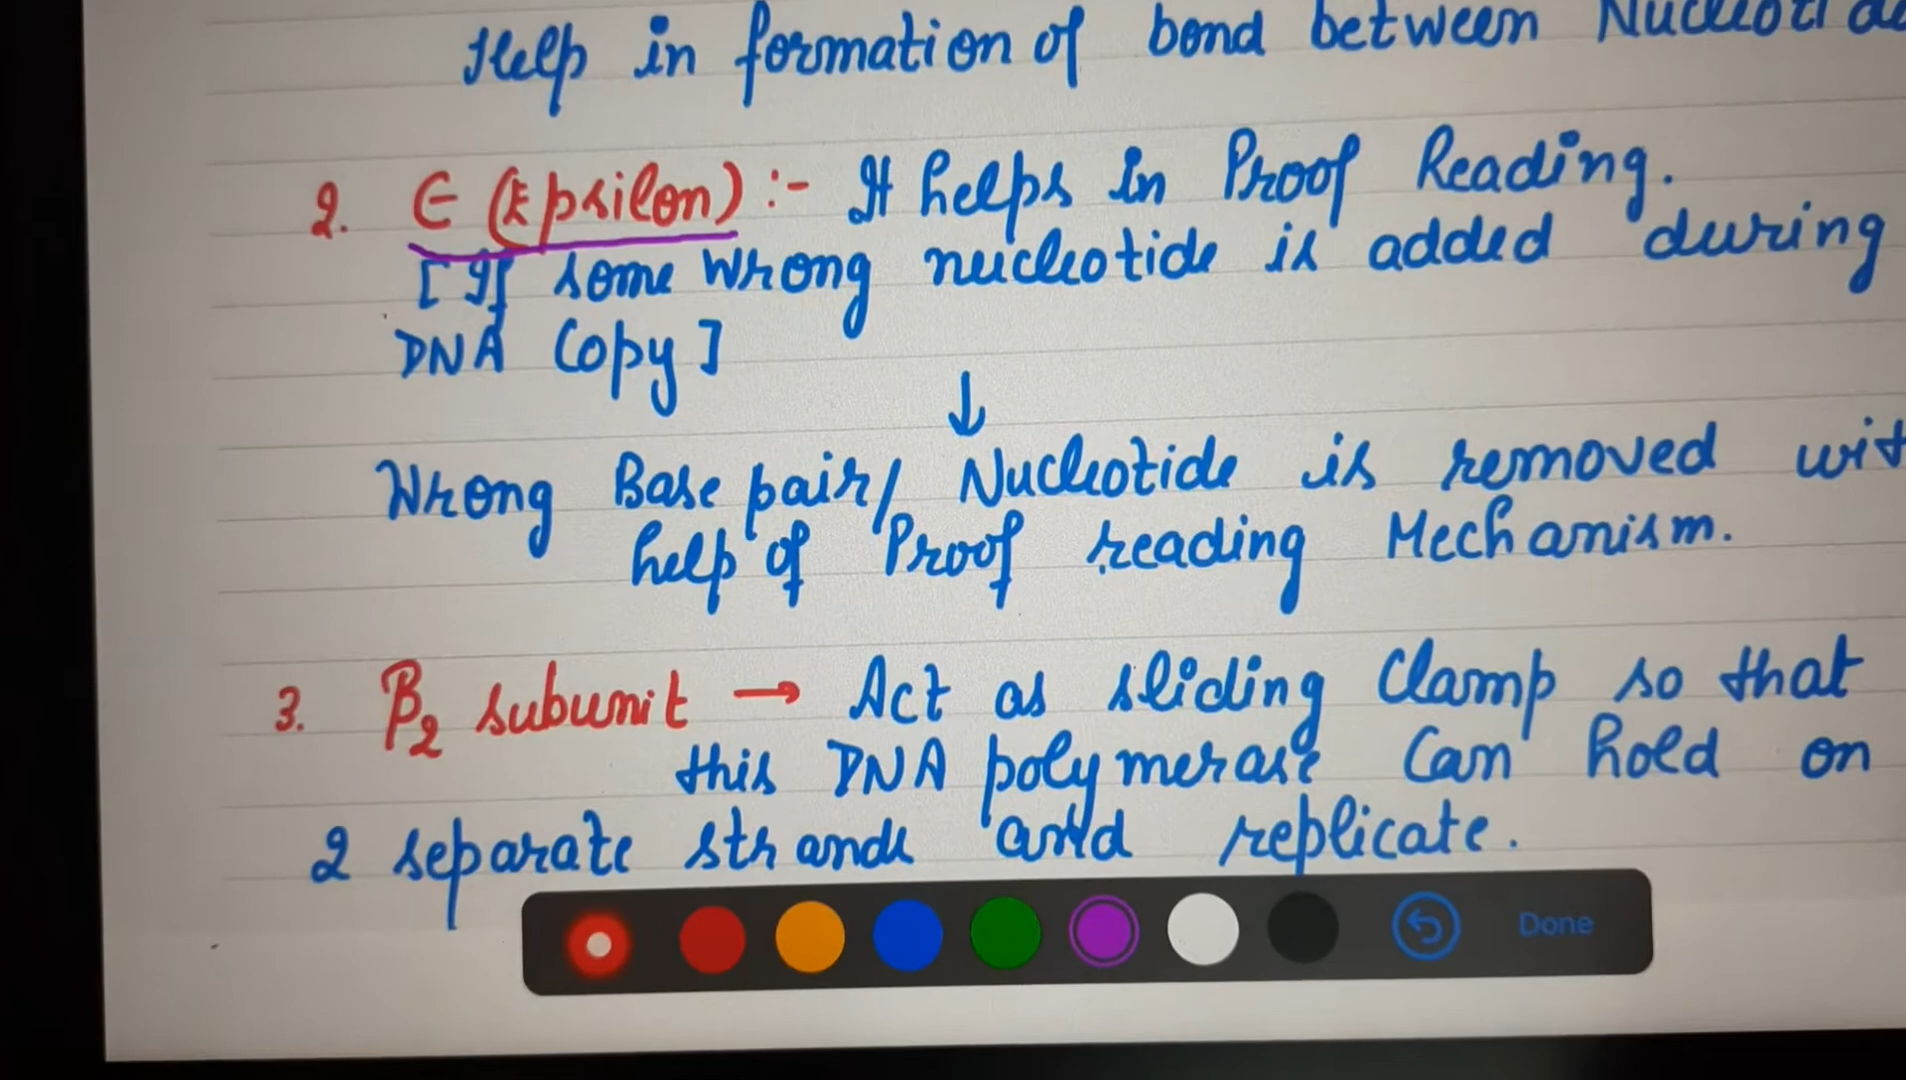 Help in formation of bond between Nucleotide
2. ∈ (Epsilon) :- It helps in Proof Reading.
[If some wrong nucleotide is added during
DNA Copy]
↓
Wrong Base pair/ Nucleotide is removed wit
help of Proof reading Mechanism.
3. β2 subunit → Act as sliding Clamp so that
this DNA polymerase Can hold on
2 separate strands and replicate.
Done